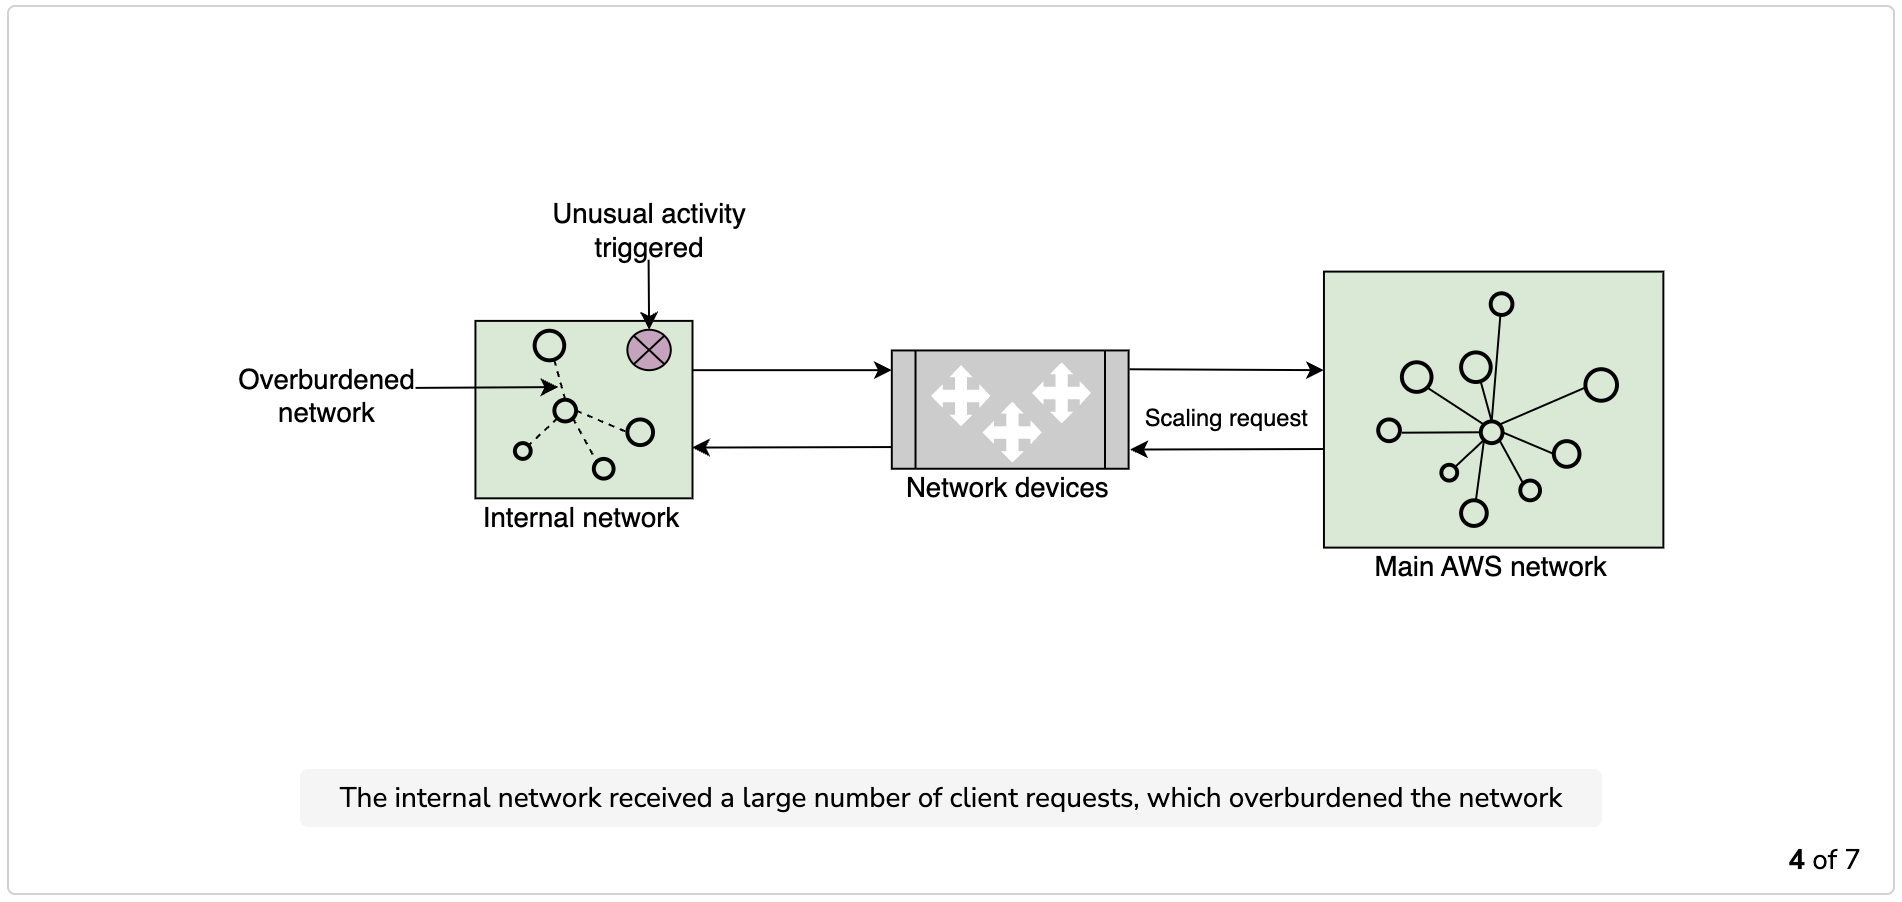 Unusual activity
triggered
Overburdened
network
Internal network
Network devices
Scaling request
Main AWS network
The internal network received a large number of client requests, which overburdened the network
4 of 7